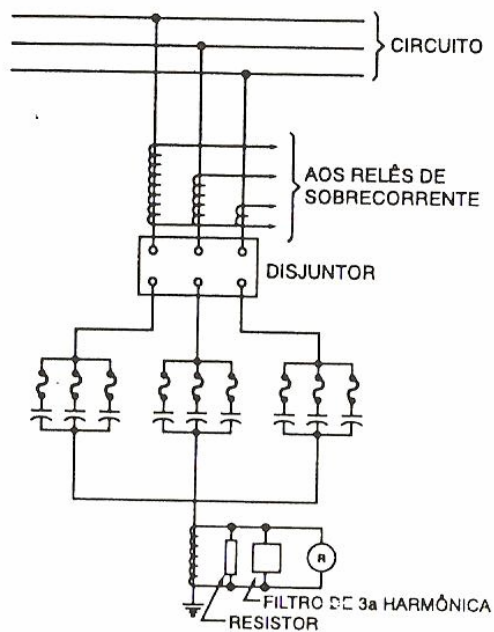 CIRCUITO
AOS RELÊS DE
SOBRECORRENTE
DISJUNTOR
R
FILTRO DE 3a HARMÔNICA
RESISTOR